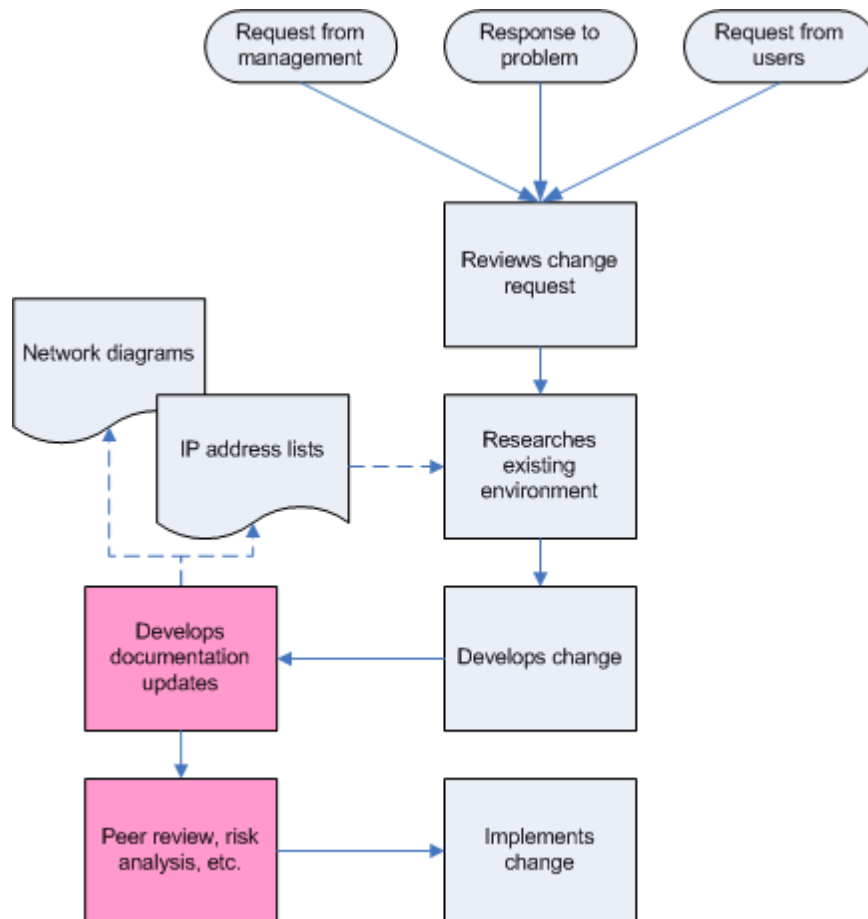 Request from
management
Response to
problem
Request from
users
Reviews change
request
Network diagrams
IP address lists
Researches
existing
environment
Develops
documentation
updates
Develops change
Peer review, risk
analysis, etc.
Implements
change